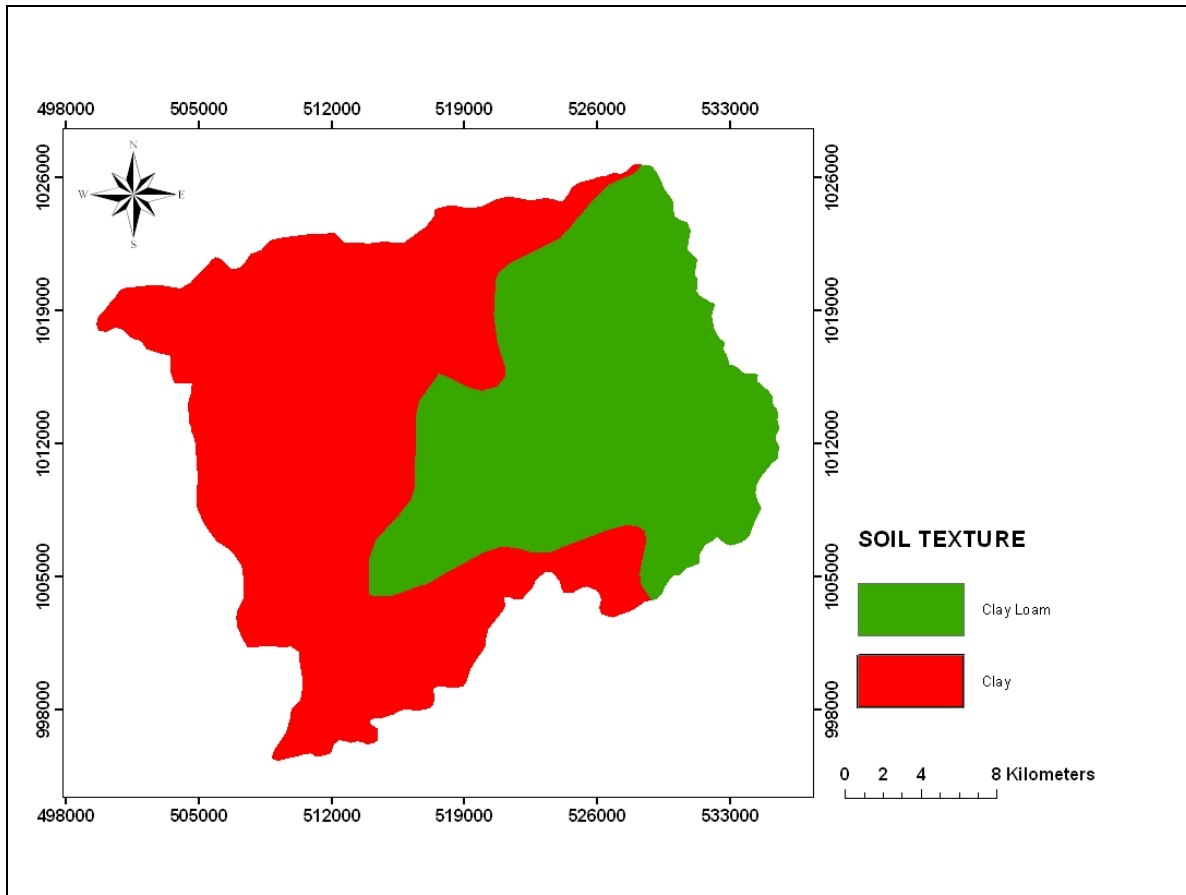 498000 505000 512000 519000 526000 533000
N
W E
S
1026000 1026000
1019000 1019000
1012000 1012000
1005000 1005000
998000 998000
SOIL TEXTURE
Clay Loam
Clay
0 2 4 8 Kilometers
498000 505000 512000 519000 526000 533000